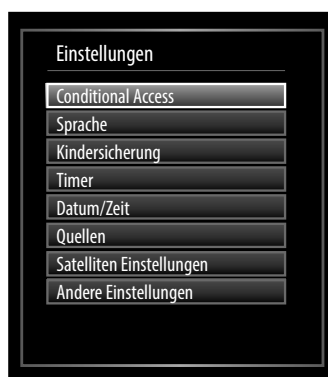 Einstellungen
Conditional Access
Sprache
Kindersicherung
Timer
Datum/Zeit
Quellen
Satelliten Einstellungen
Andere Einstellungen